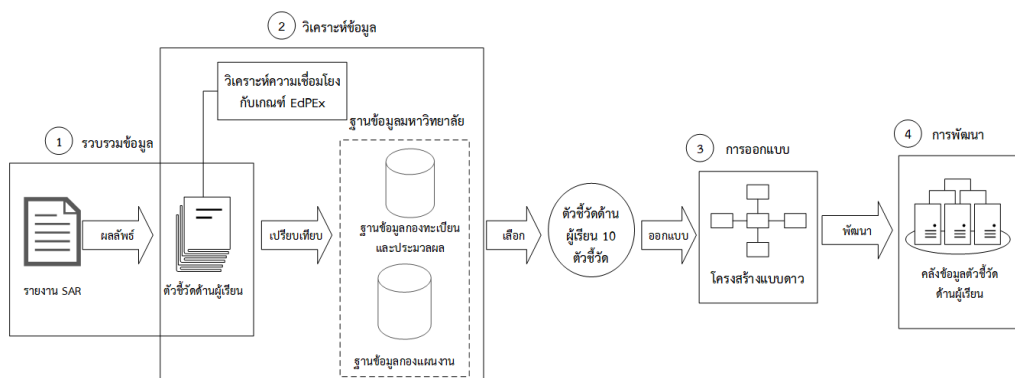 2 วิเคราะห์ข้อมูล
วิเคราะห์ความเชื่อมโยง
กับเกณฑ์ EdPEx
ฐานข้อมูลมหาวิทยาลัย
1 รวบรวมข้อมูล
3 การออกแบบ
4 การพัฒนา
ผลลัพธ์
รายงาน SAR
ตัวชี้วัดด้านผู้เรียน
เปรียบเทียบ
ฐานข้อมูลกองทะเบียน
และประมวลผล
ฐานข้อมูลกองแผนงาน
เลือก
ตัวชี้วัดด้าน
ผู้เรียน 10
ตัวชี้วัด
ออกแบบ
โครงสร้างแบบดาว
พัฒนา
คลังข้อมูลตัวชี้วัด
ด้านผู้เรียน